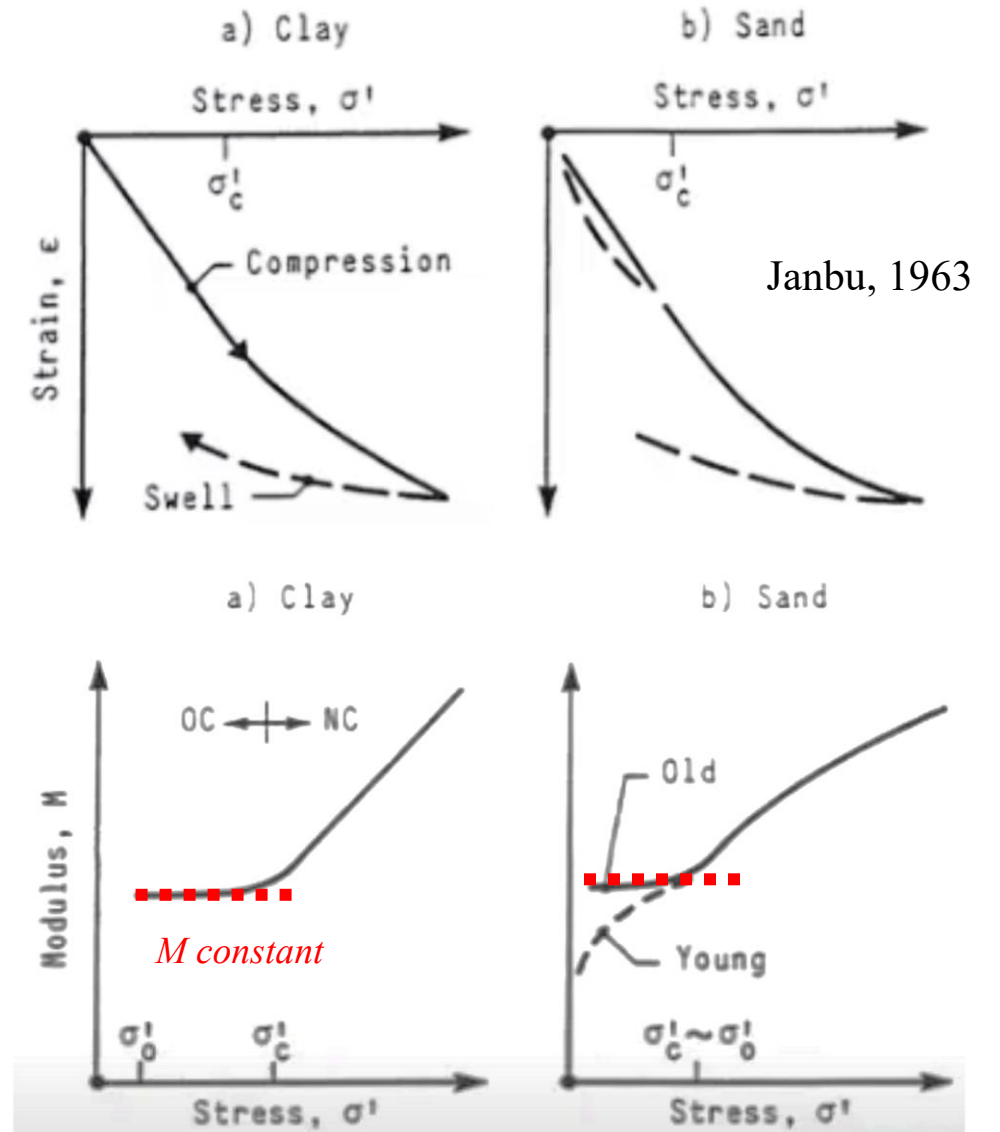 a) Clay
Stress, σ'
σ'c
Strain, ε
Compression
Swell
b) Sand
Stress, σ'
σ'c
Janbu, 1963
a) Clay
OC
NC
Modulus, M
M constant
σ'o
σ'c
Stress, σ'
b) Sand
Old
Young
σ'c~σ'o
Stress, σ'